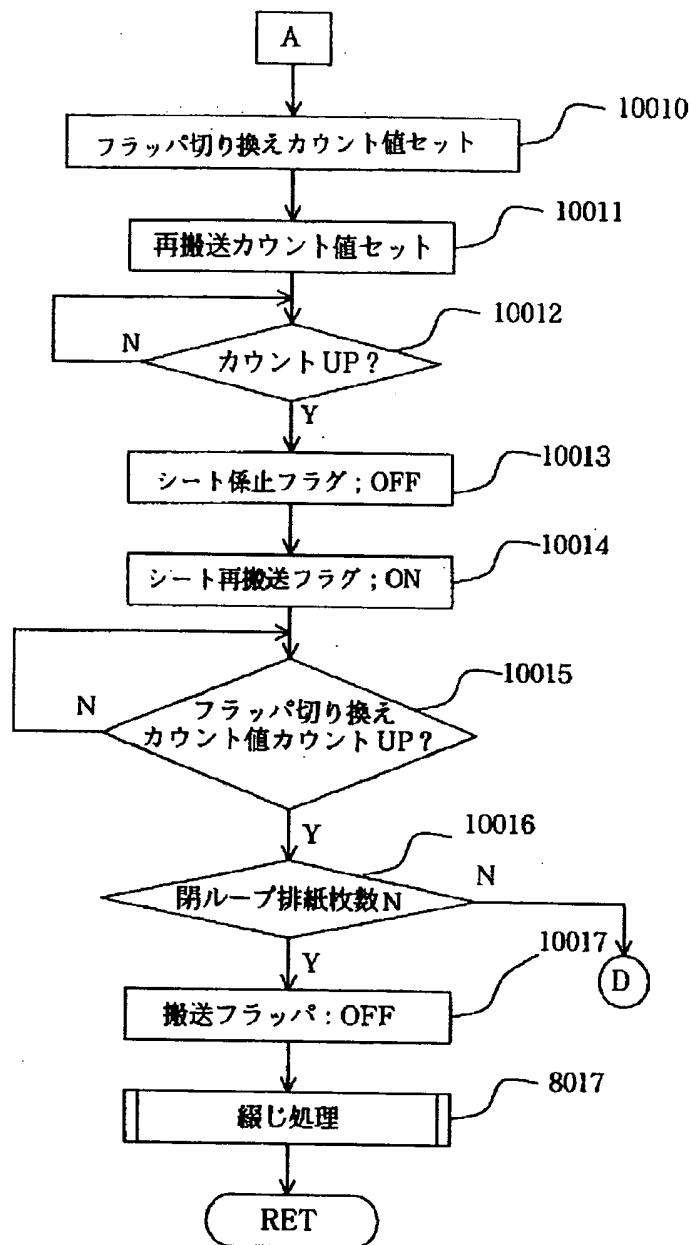 A
フラッパ切り換えカウント値セット
10010
再搬送カウント値セット
10011
カウントUP?
10012
N
Y
シート係止フラグ;OFF
10013
シート再搬送フラグ;ON
10014
フラッパ切り換え
カウント値カウントUP?
10015
N
Y
閉ループ排紙枚数N
10016
N
D
Y
搬送フラッパ:OFF
10017
綴じ処理
8017
RET